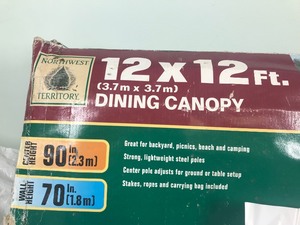 NORTHWEST
TERRITORY
12 x 12 Ft.
(3.7m x 3.7m)
DINING CANOPY
CENTER HEIGHT
90 in.
(2.3 m)
WALL HEIGHT
70 in.
(1.8 m)
Great for backyard, picnics, beach and camping
Strong, lightweight steel poles
Center pole adjusts for ground or table setup
Stakes, ropes and carrying bag included